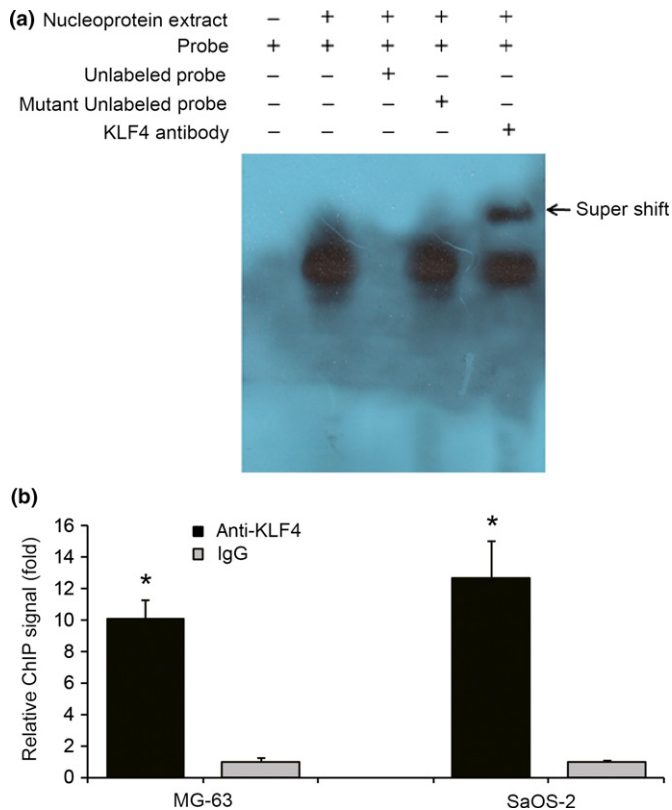 (a) Nucleoprotein extract – + + + +
Probe + + + + +
Unlabeled probe – – + – –
Mutant Unlabeled probe – – – + –
KLF4 antibody – – – – +
← Super shift
(b)
16
14
12
10
8
6
4
2
0
Relative ChIP signal (fold)
■ Anti-KLF4
IgG
*
*
MG-63 SaOS-2